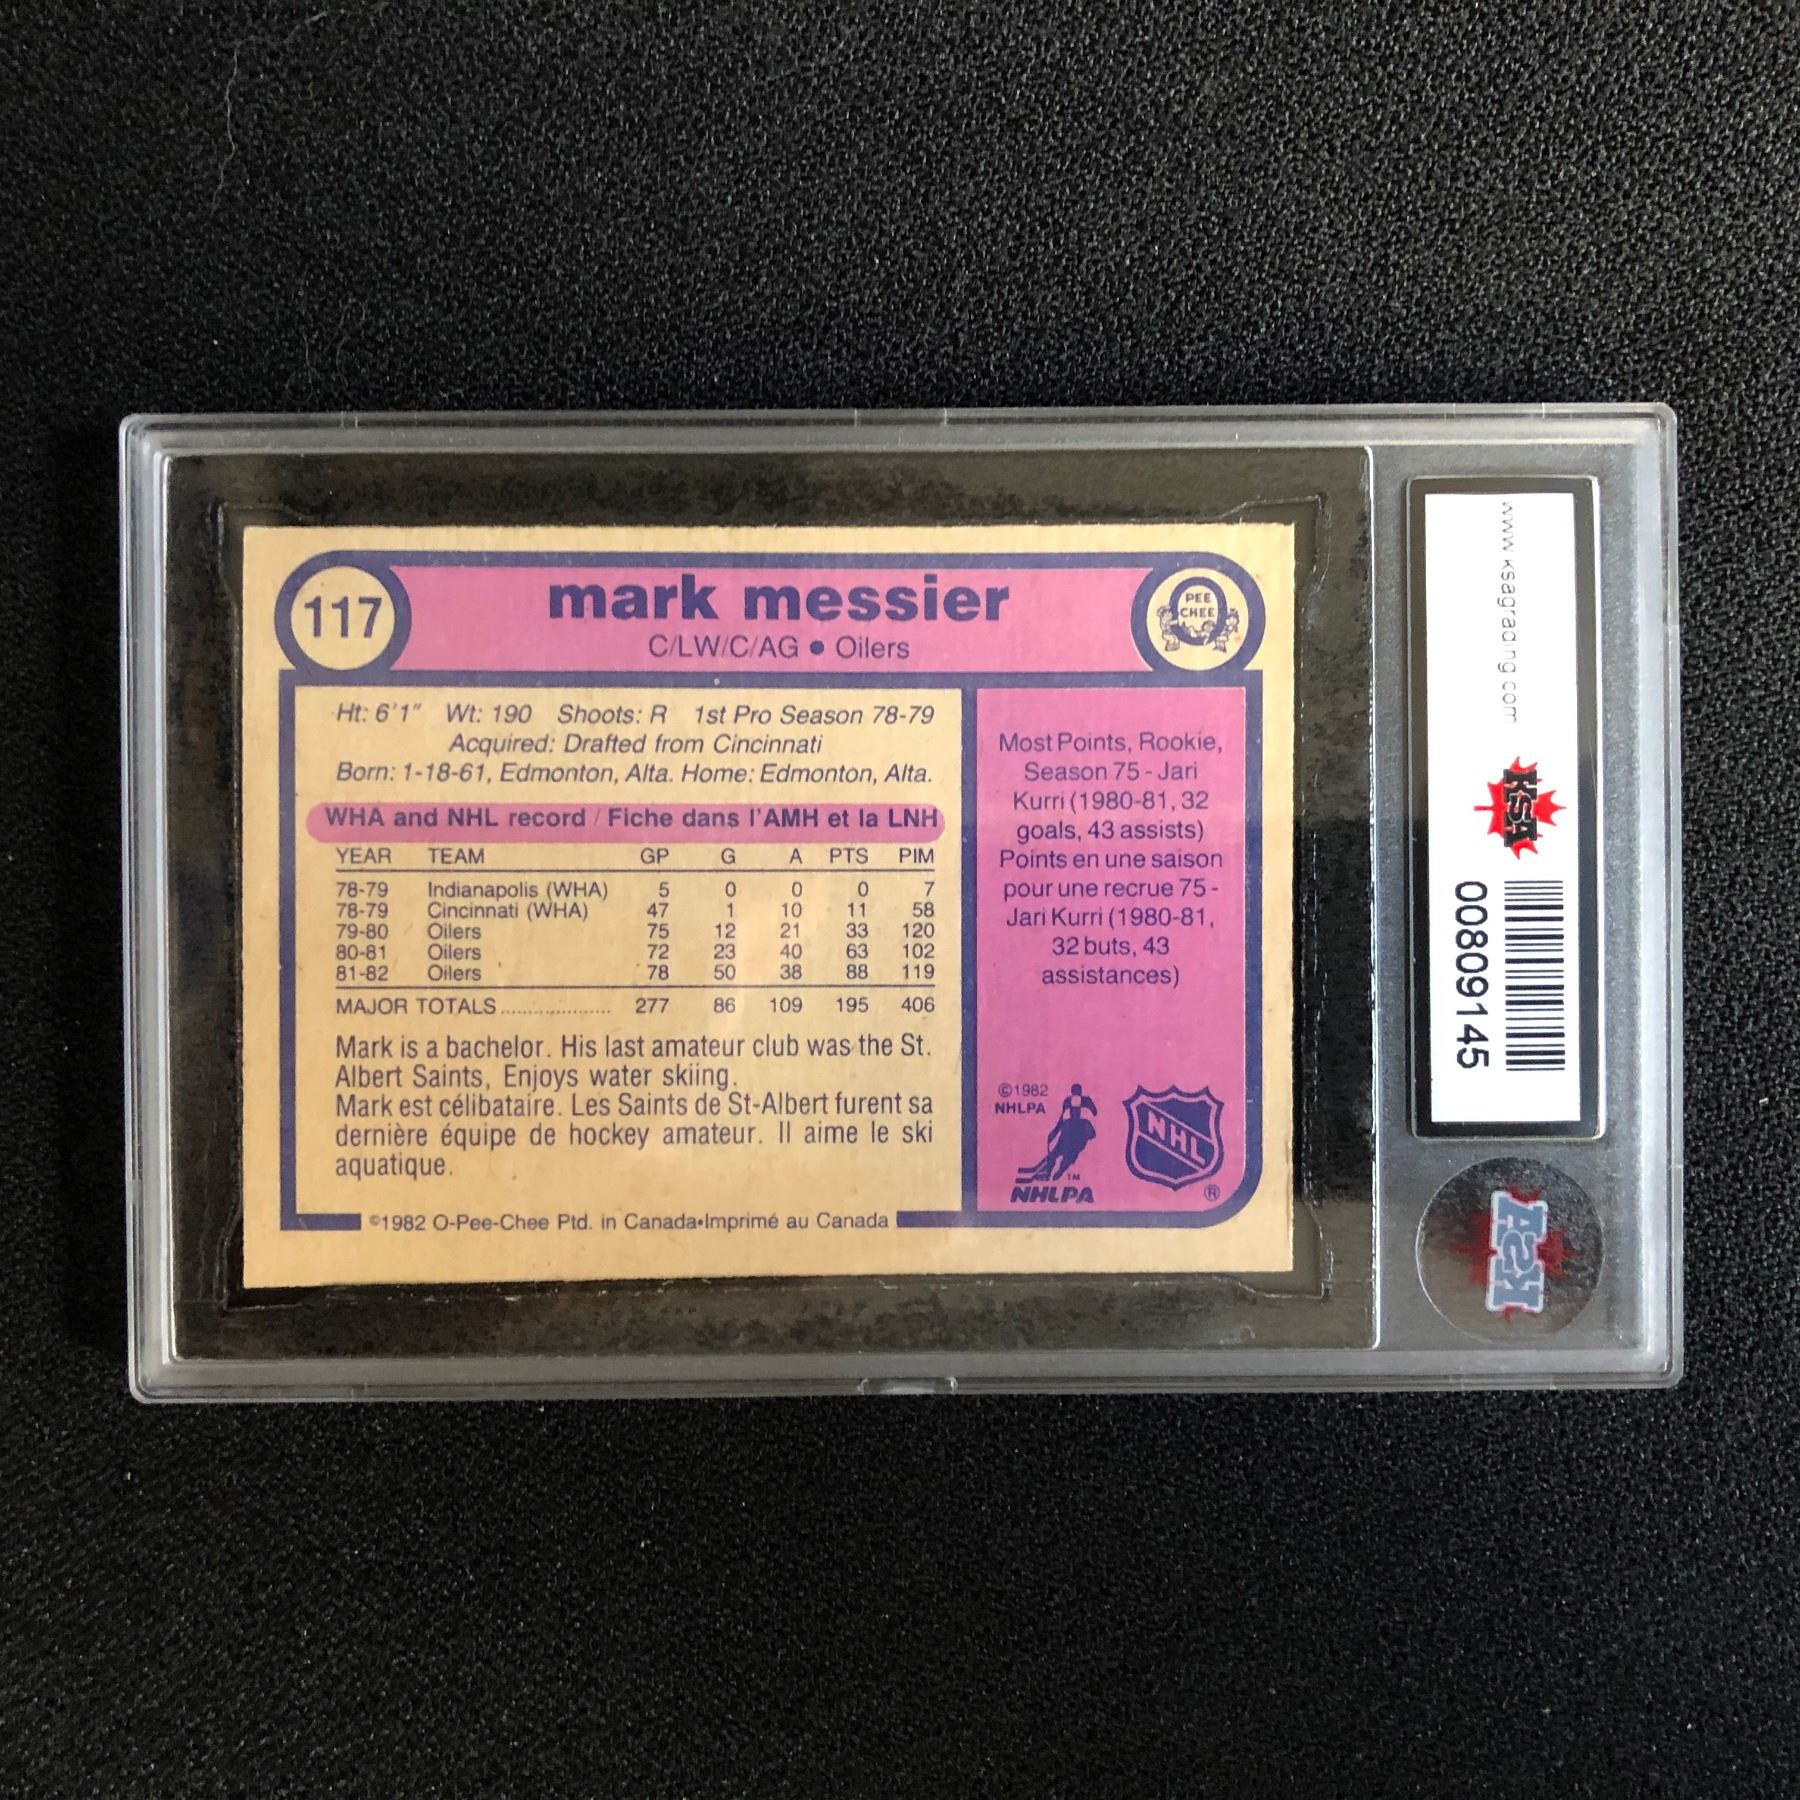 117
mark messier
C/LW/C/AG • Oilers
PEE
CHEE
Ht: 6'1" Wt: 190 Shoots: R 1st Pro Season 78-79
Acquired: Drafted from Cincinnati
Born: 1-18-61, Edmonton, Alta. Home: Edmonton, Alta.
WHA and NHL record / Fiche dans l'AMH et la LNH
YEAR TEAM GP G A PTS PIM
78-79 Indianapolis (WHA) 5 0 0 0 7
78-79 Cincinnati (WHA) 47 1 10 11 58
79-80 Oilers 75 12 21 33 120
80-81 Oilers 72 23 40 63 102
81-82 Oilers 78 50 38 88 119
MAJOR TOTALS...................... 277 86 109 195 406
Mark is a bachelor. His last amateur club was the St.
Albert Saints, Enjoys water skiing.
Mark est célibataire. Les Saints de St-Albert furent sa
dernière équipe de hockey amateur. Il aime le ski
aquatique.
©1982 O-Pee-Chee Ptd. in Canada•Imprimé au Canada
Most Points, Rookie,
Season 75 - Jari
Kurri (1980-81, 32
goals, 43 assists)
Points en une saison
pour une recrue 75 -
Jari Kurri (1980-81,
32 buts, 43
assistances)
©1982
NHLPA
TM
NHLPA
NHL
®
www.ksagrading.com
KSA
00809145
KSA